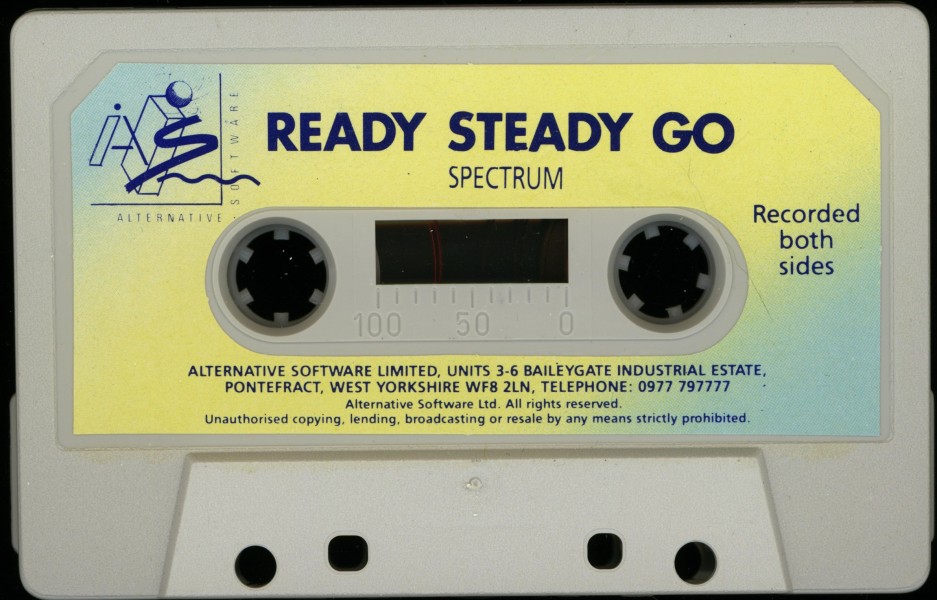 iAS
SOFTWARE
ALTERNATIVE
READY STEADY GO
SPECTRUM
Recorded
both
sides
100 50 0
ALTERNATIVE SOFTWARE LIMITED, UNITS 3-6 BAILEYGATE INDUSTRIAL ESTATE,
PONTEFRACT, WEST YORKSHIRE WF8 2LN, TELEPHONE: 0977 797777
Alternative Software Ltd. All rights reserved.
Unauthorised copying, lending, broadcasting or resale by any means strictly prohibited.